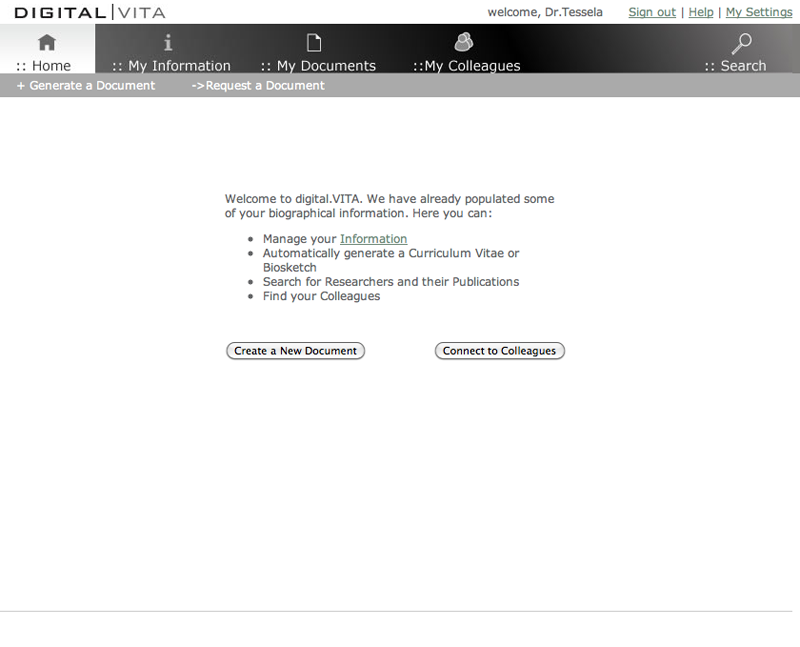 DIGITAL|VITA welcome, Dr.Tessela Sign out | Help | My Settings
:: Home :: My Information :: My Documents ::My Colleagues :: Search
+ Generate a Document ->Request a Document
Welcome to digital.VITA. We have already populated some
of your biographical information. Here you can:
• Manage your Information
• Automatically generate a Curriculum Vitae or
Biosketch
• Search for Researchers and their Publications
• Find your Colleagues
Create a New Document Connect to Colleagues